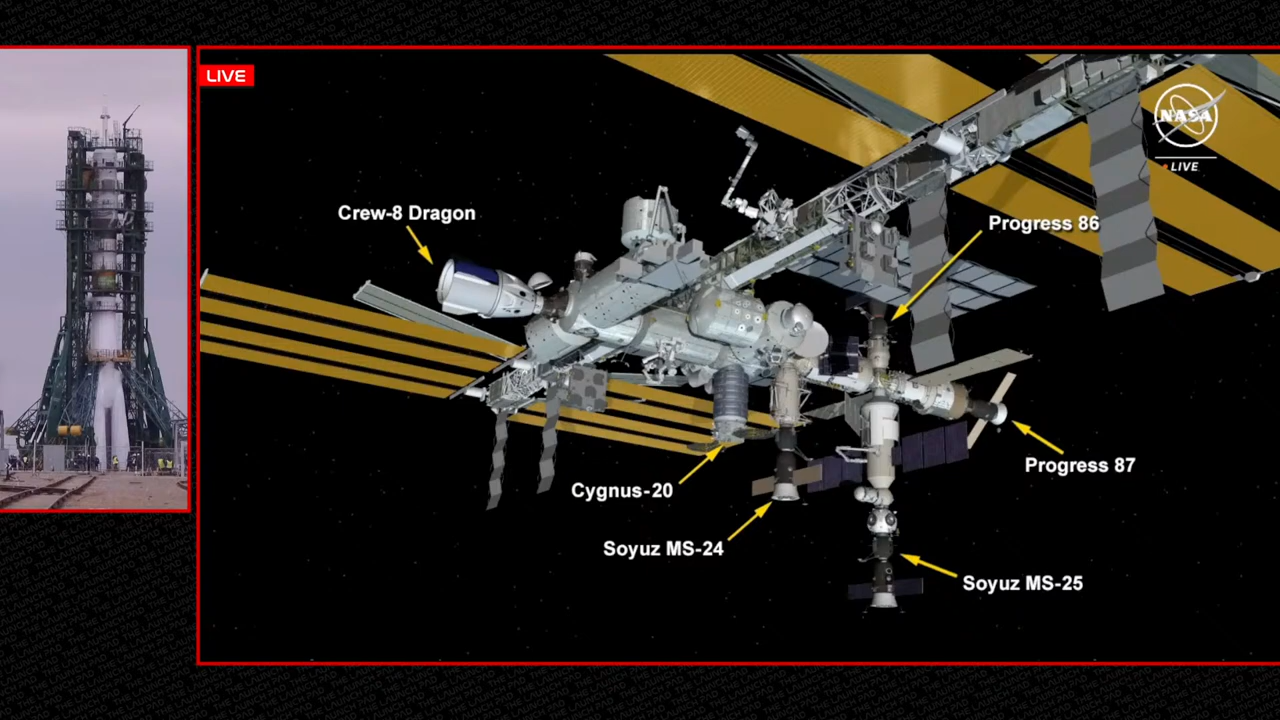 LIVE
NASA
LIVE
Crew-8 Dragon
Progress 86
Progress 87
Cygnus-20
Soyuz MS-24
Soyuz MS-25